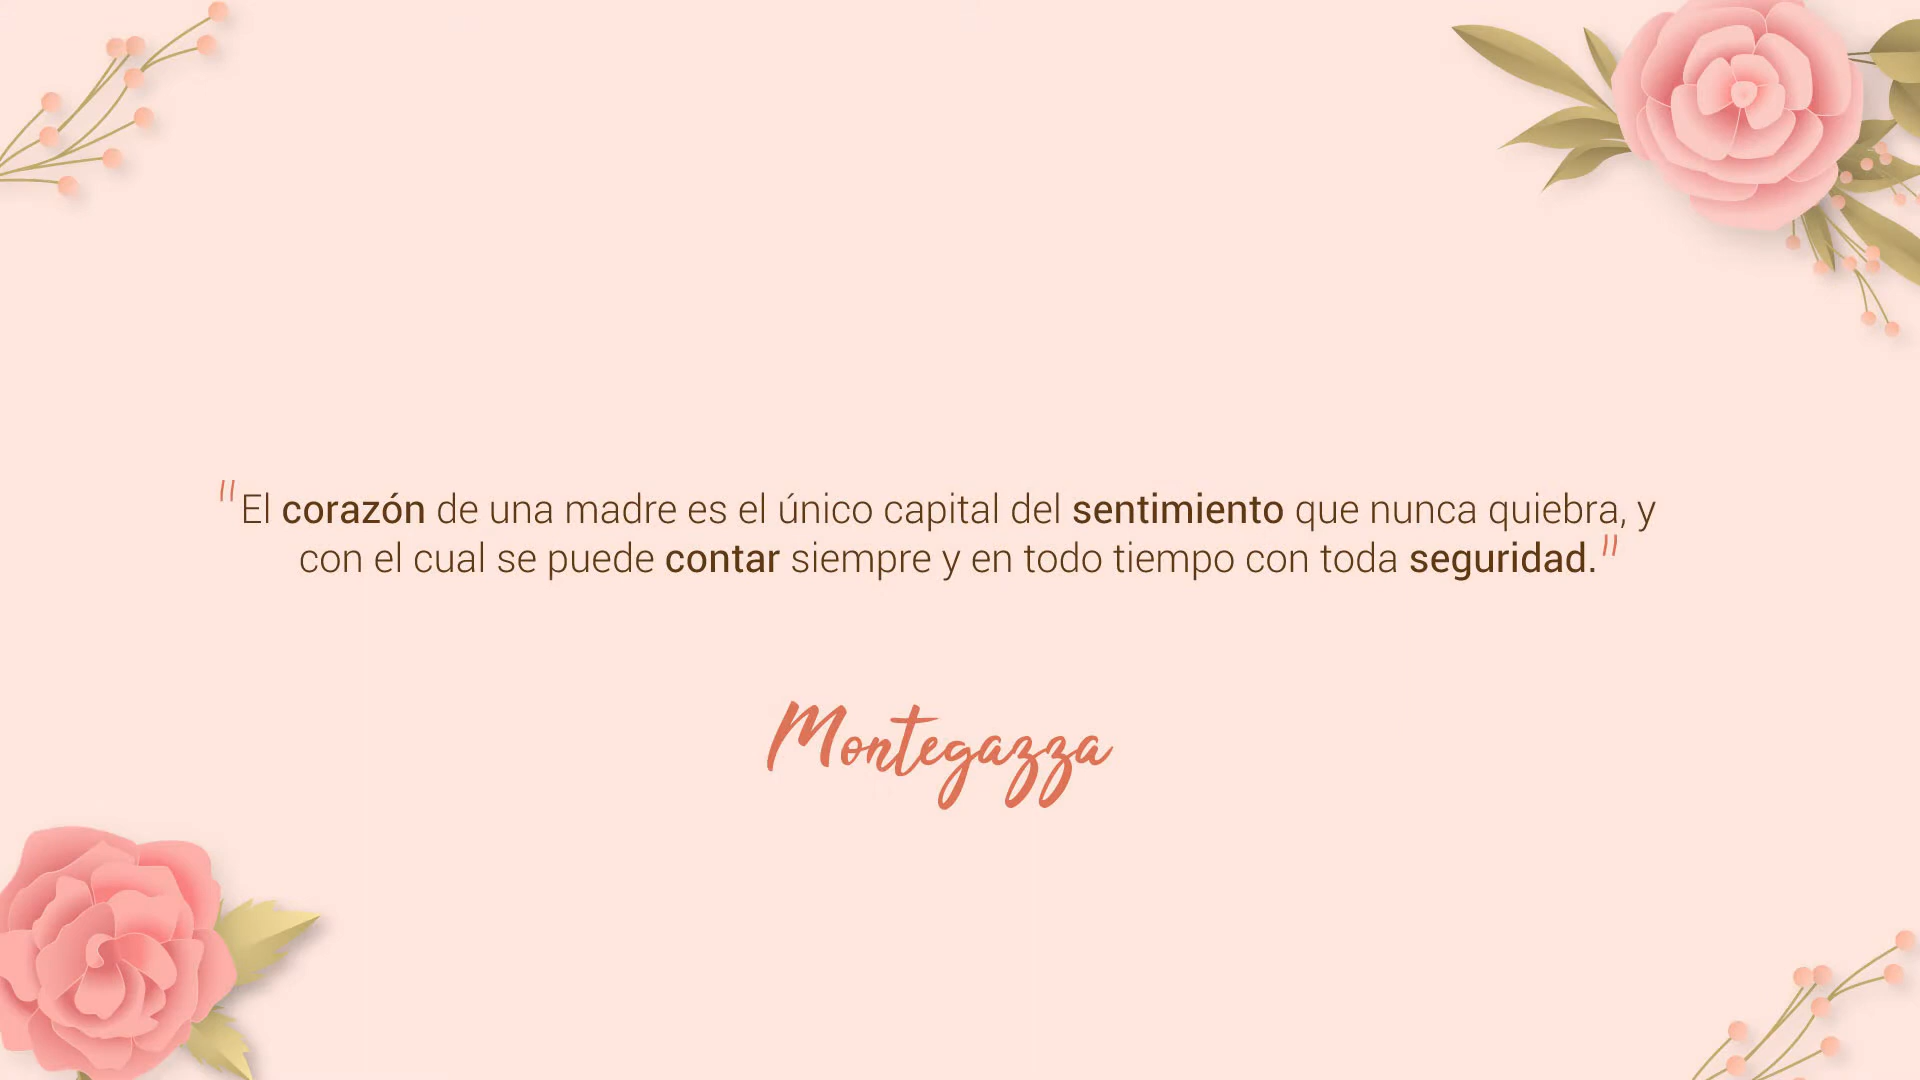 "El corazón de una madre es el único capital del sentimiento que nunca quiebra, y
con el cual se puede contar siempre y en todo tiempo con toda seguridad."
Montegazza